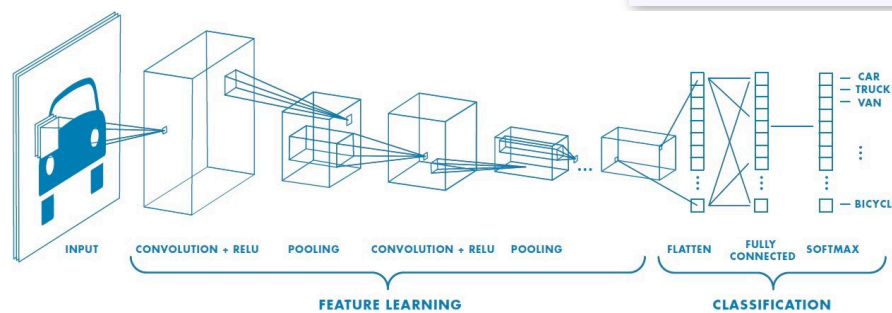 CAR
TRUCK
VAN
BICYCL
INPUT
CONVOLUTION + RELU
POOLING
CONVOLUTION + RELU
POOLING
FLATTEN
FULLY
CONNECTED
SOFTMAX
FEATURE LEARNING
CLASSIFICATION